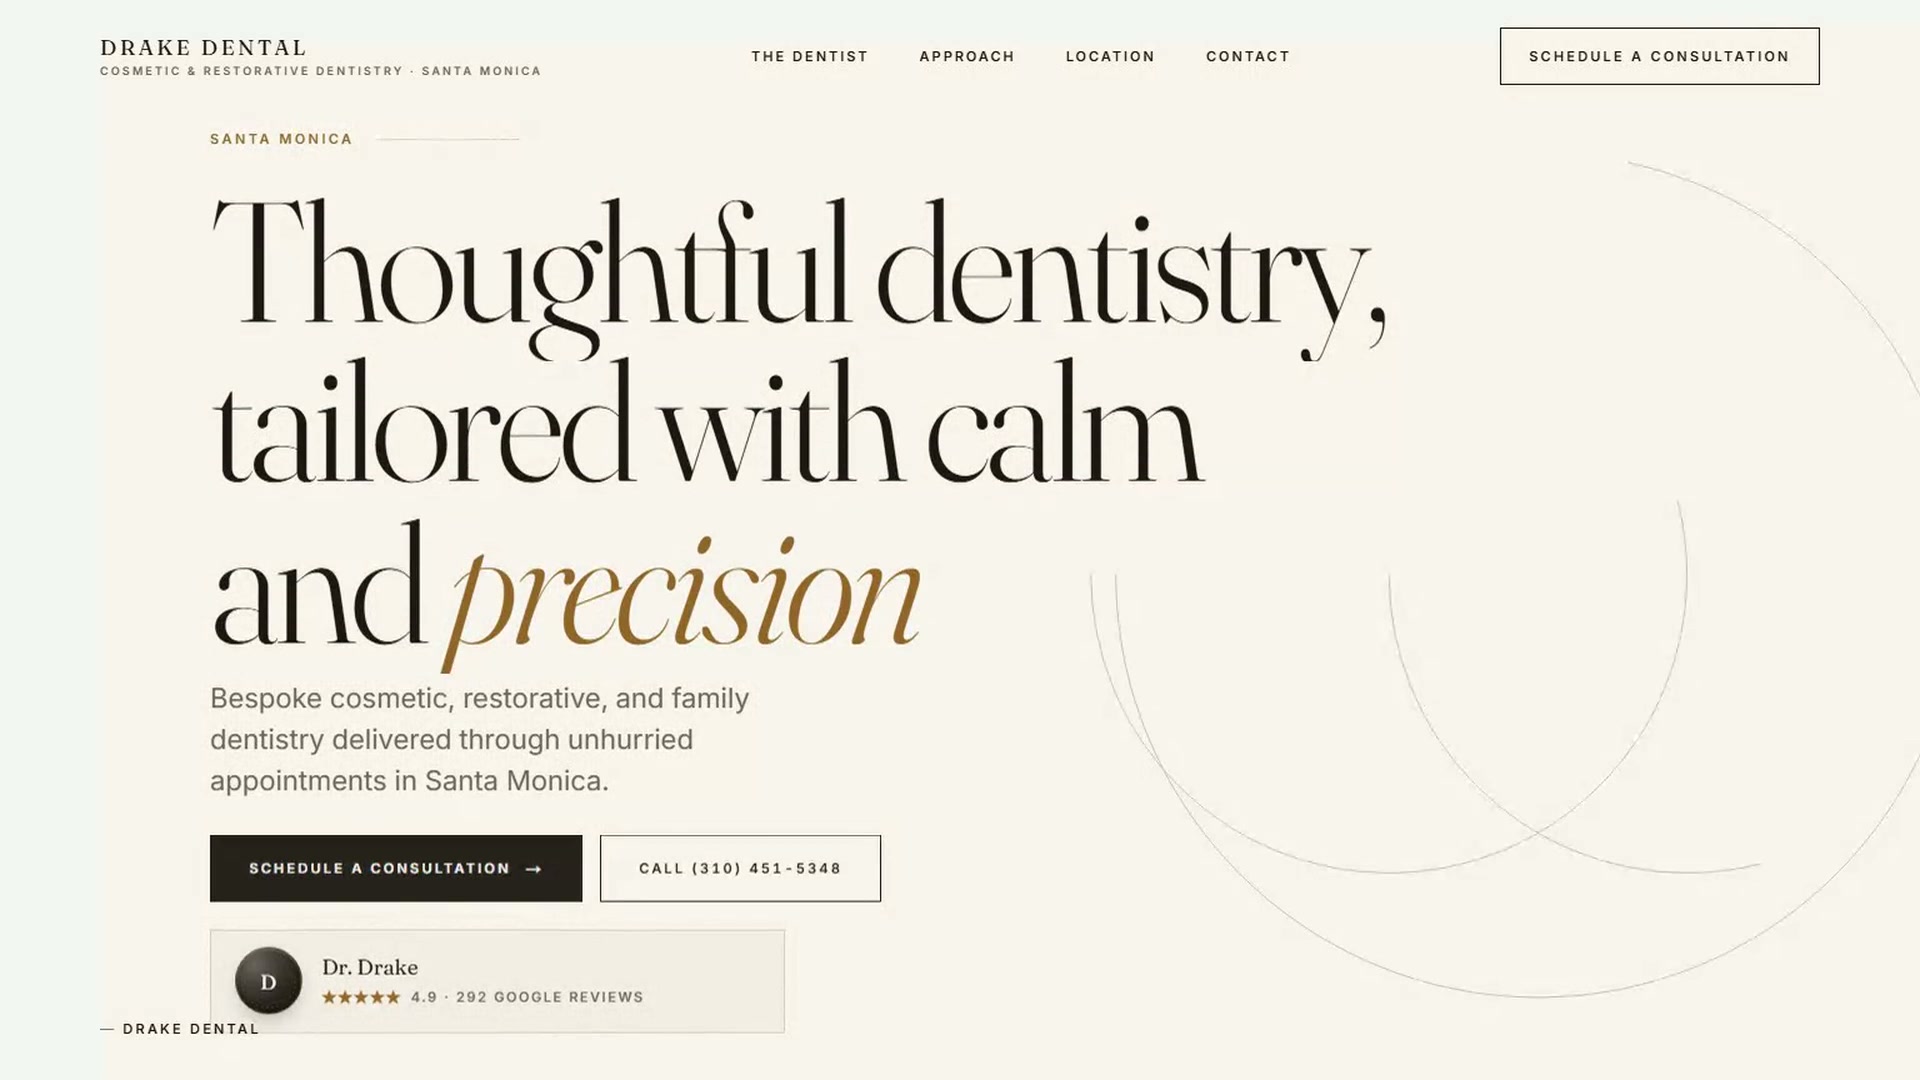 DRAKE DENTAL
COSMETIC & RESTORATIVE DENTISTRY · SANTA MONICA
THE DENTIST
APPROACH
LOCATION
CONTACT
SCHEDULE A CONSULTATION
SANTA MONICA
Thoughtful dentistry,
tailored with calm
and precision
Bespoke cosmetic, restorative, and family
dentistry delivered through unhurried
appointments in Santa Monica.
SCHEDULE A CONSULTATION →
CALL (310) 451-5348
D
Dr. Drake
★★★★★ 4.9 · 292 GOOGLE REVIEWS
— DRAKE DENTAL